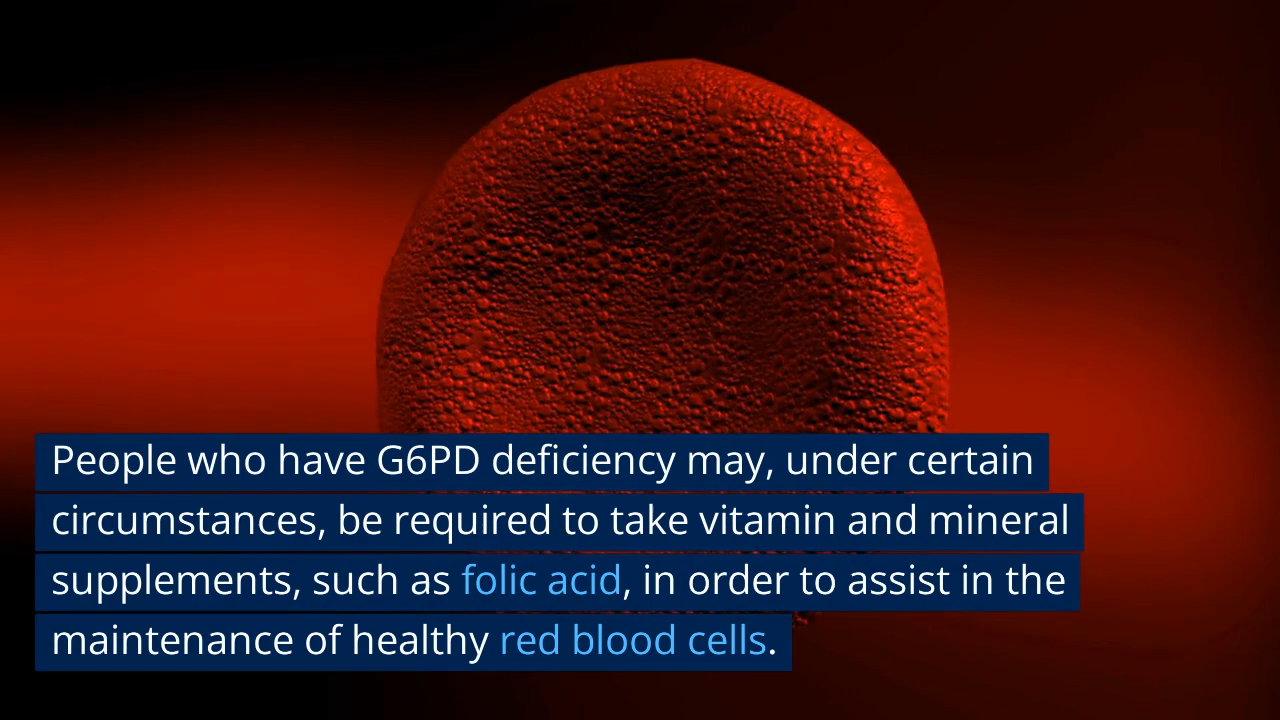 People who have G6PD deficiency may, under certain
circumstances, be required to take vitamin and mineral
supplements, such as folic acid, in order to assist in the
maintenance of healthy red blood cells.